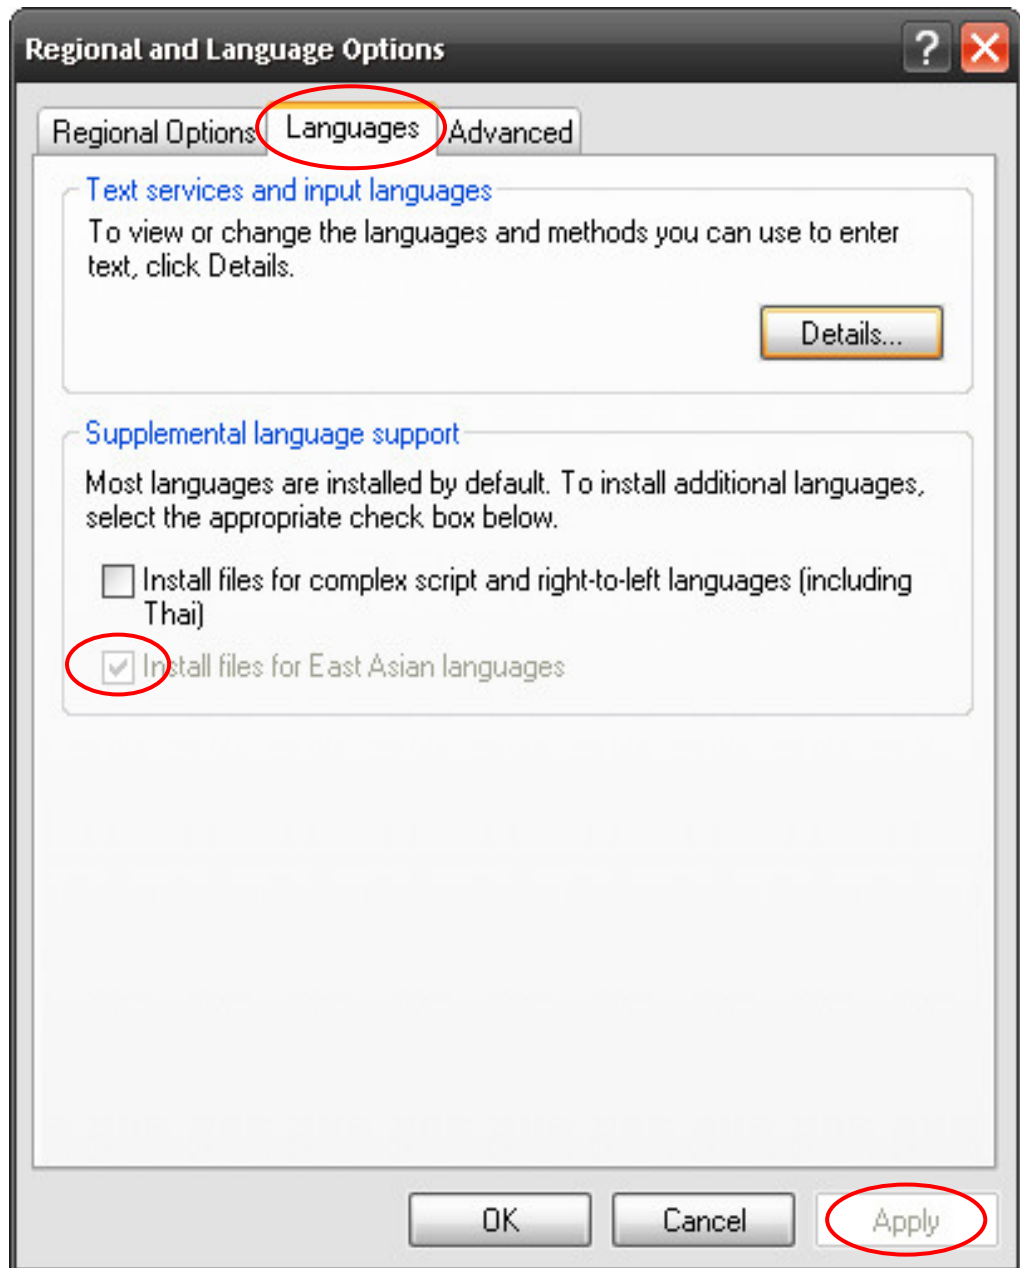 Regional and Language Options
Regional Options
Languages
Advanced
Text services and input languages
To view or change the languages and methods you can use to enter
text, click Details.
Details...
Supplemental language support
Most languages are installed by default. To install additional languages,
select the appropriate check box below.
Install files for complex script and right-to-left languages (including
Thai)
Install files for East Asian languages
OK
Cancel
Apply